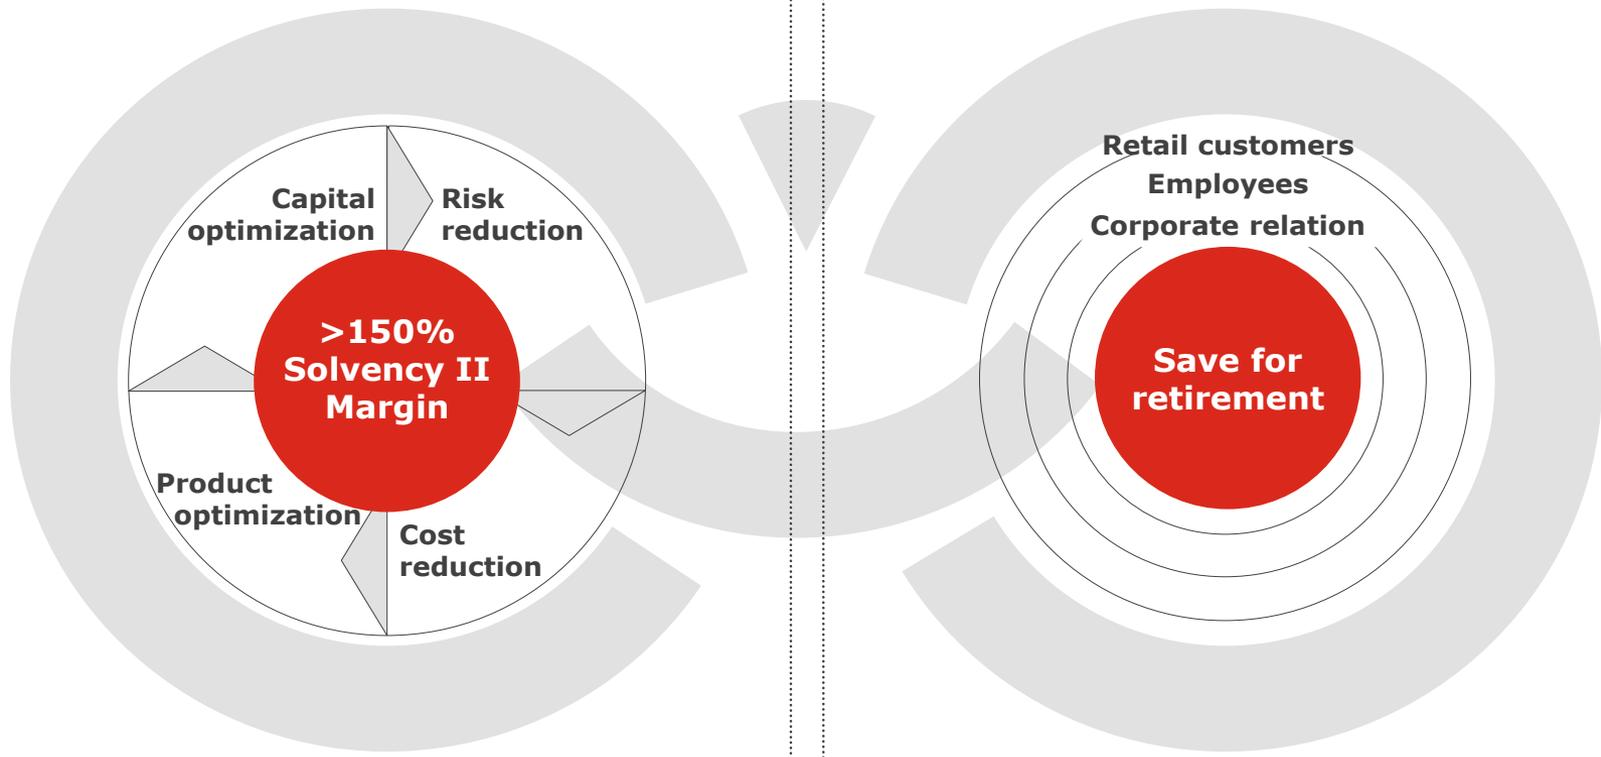 Capital
optimization
Risk
reduction
>150%
Solvency II
Margin
Product
optimization
Cost
reduction
Retail customers
Employees
Corporate relation
Save for
retirement